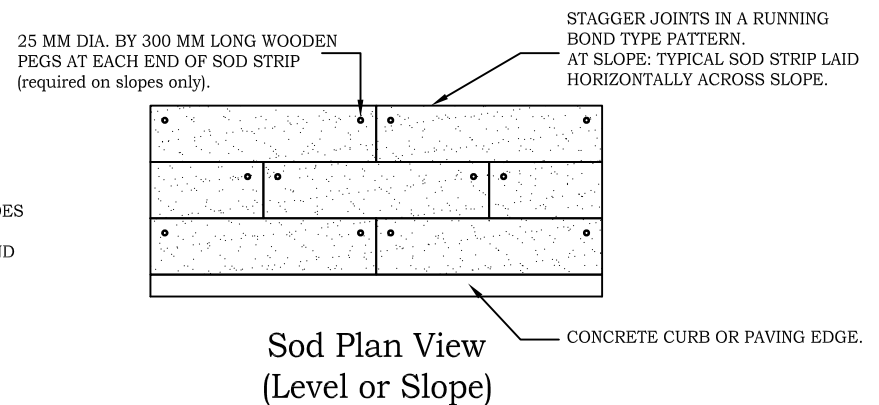 25 MM DIA. BY 300 MM LONG WOODEN
PEGS AT EACH END OF SOD STRIP
(required on slopes only).
STAGGER JOINTS IN A RUNNING
BOND TYPE PATTERN.
AT SLOPE: TYPICAL SOD STRIP LAID
HORIZONTALLY ACROSS SLOPE.
CONCRETE CURB OR PAVING EDGE.
Sod Plan View
(Level or Slope)